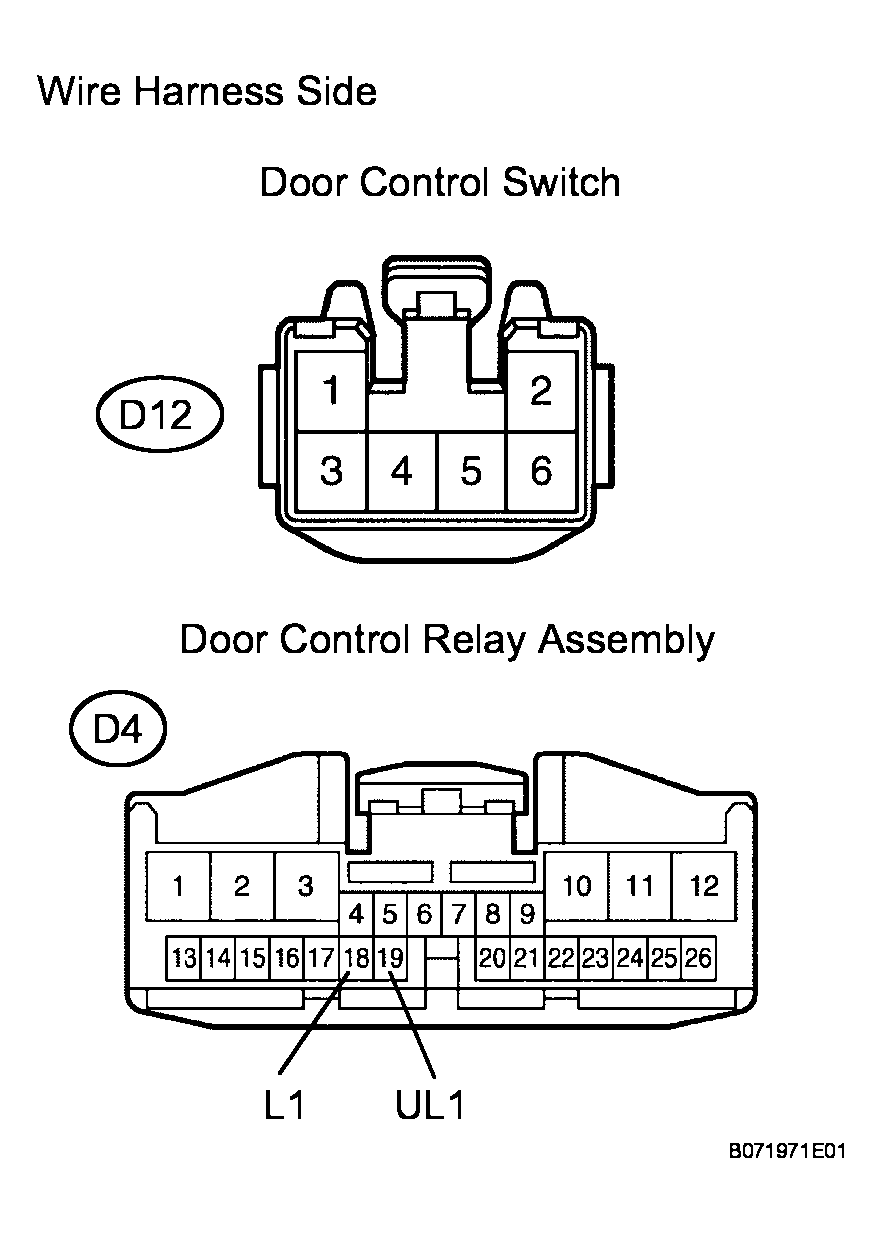 Wire Harness Side
Door Control Switch
D12
1 2
3 4 5 6
Door Control Relay Assembly
D4
1 2 3 10 11 12
4 5 6 7 8 9
13 14 15 16 17 18 19 20 21 22 23 24 25 26
L1 UL1
B071971E01